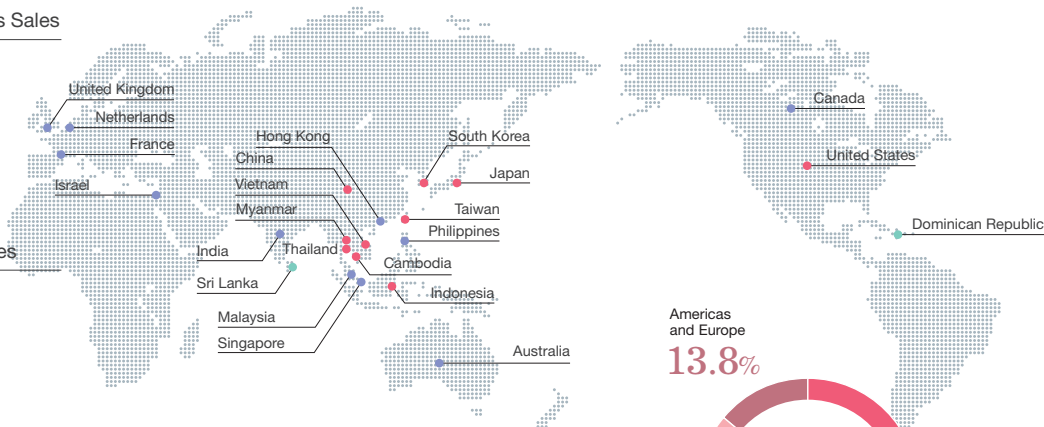 s Sales
United Kingdom
Netherlands
France
Israel
Hong Kong
China
Vietnam
Myanmar
India
Thailand
Sri Lanka
Malaysia
Singapore
South Korea
Japan
Taiwan
Philippines
Cambodia
Indonesia
Australia
es
Canada
United States
Dominican Republic
Americas
and Europe
13.8%